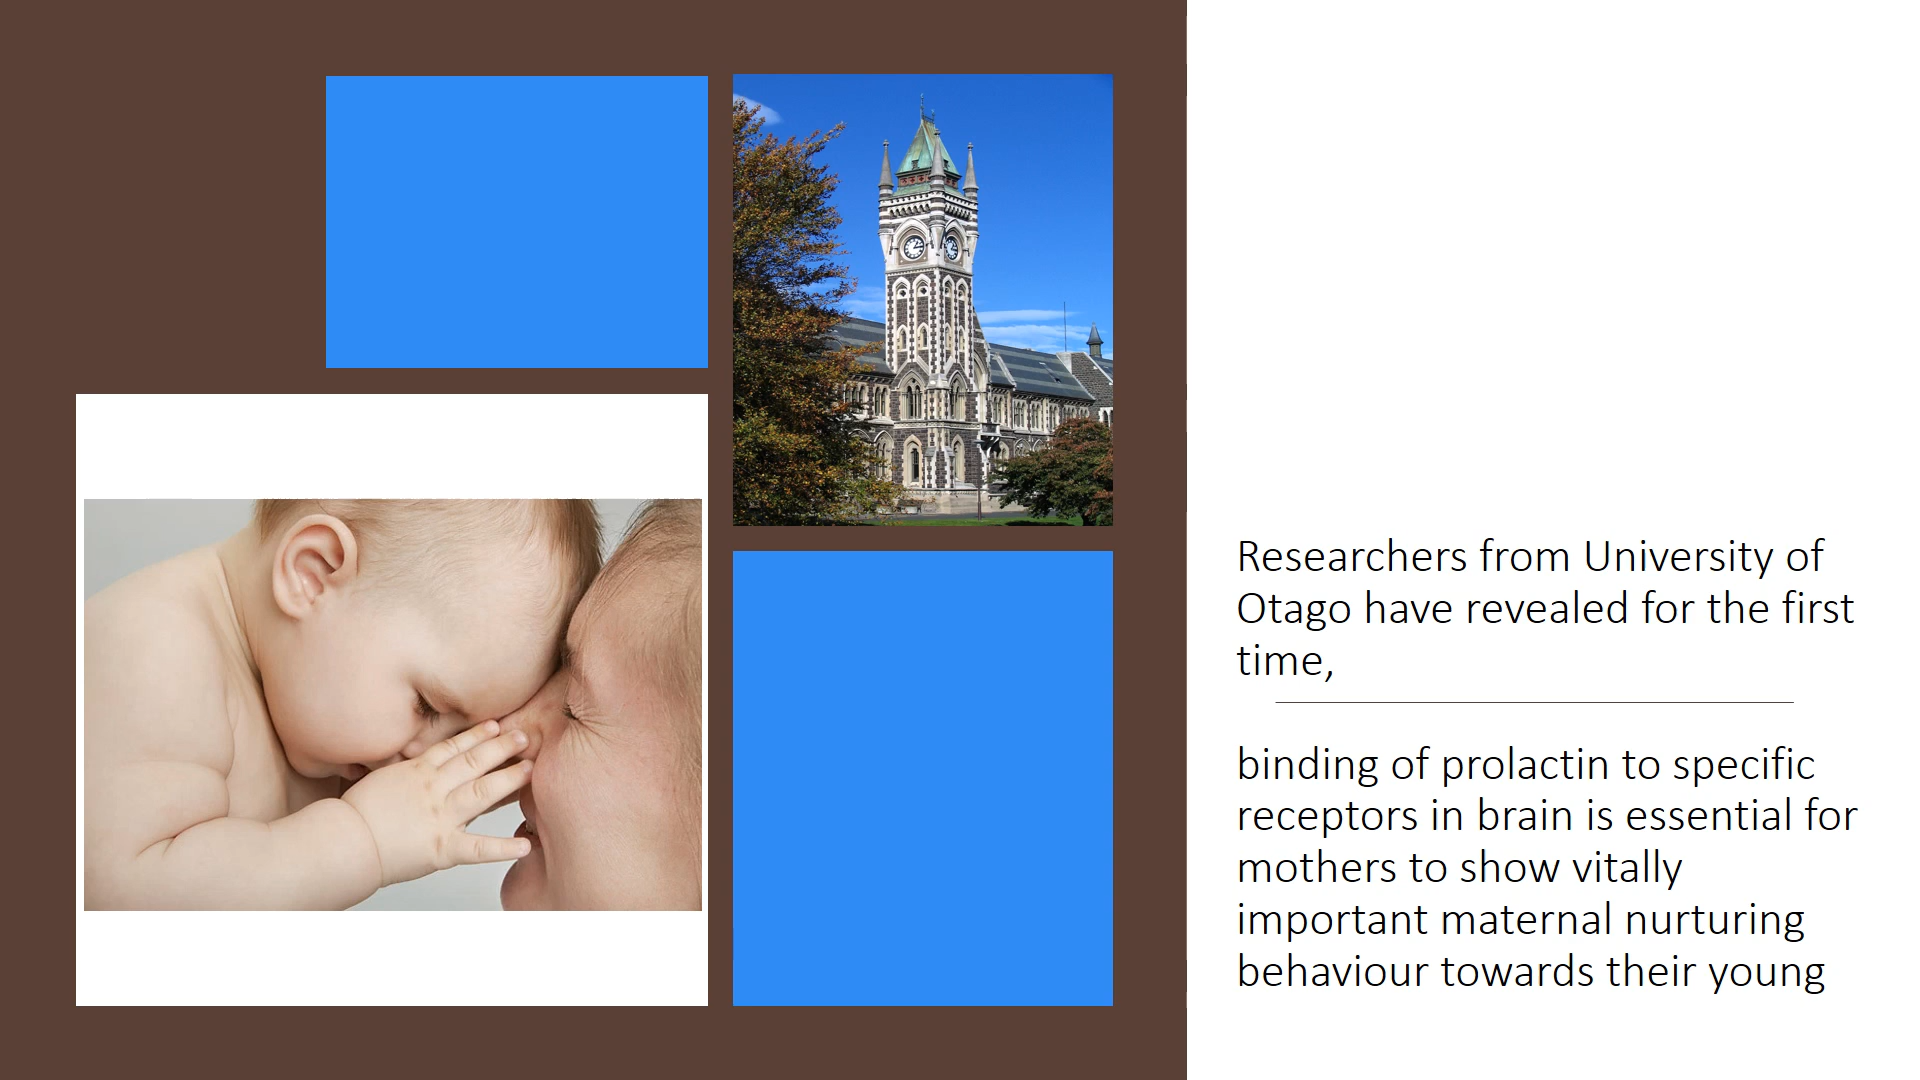 Researchers from University of
Otago have revealed for the first
time,
binding of prolactin to specific
receptors in brain is essential for
mothers to show vitally
important maternal nurturing
behaviour towards their young